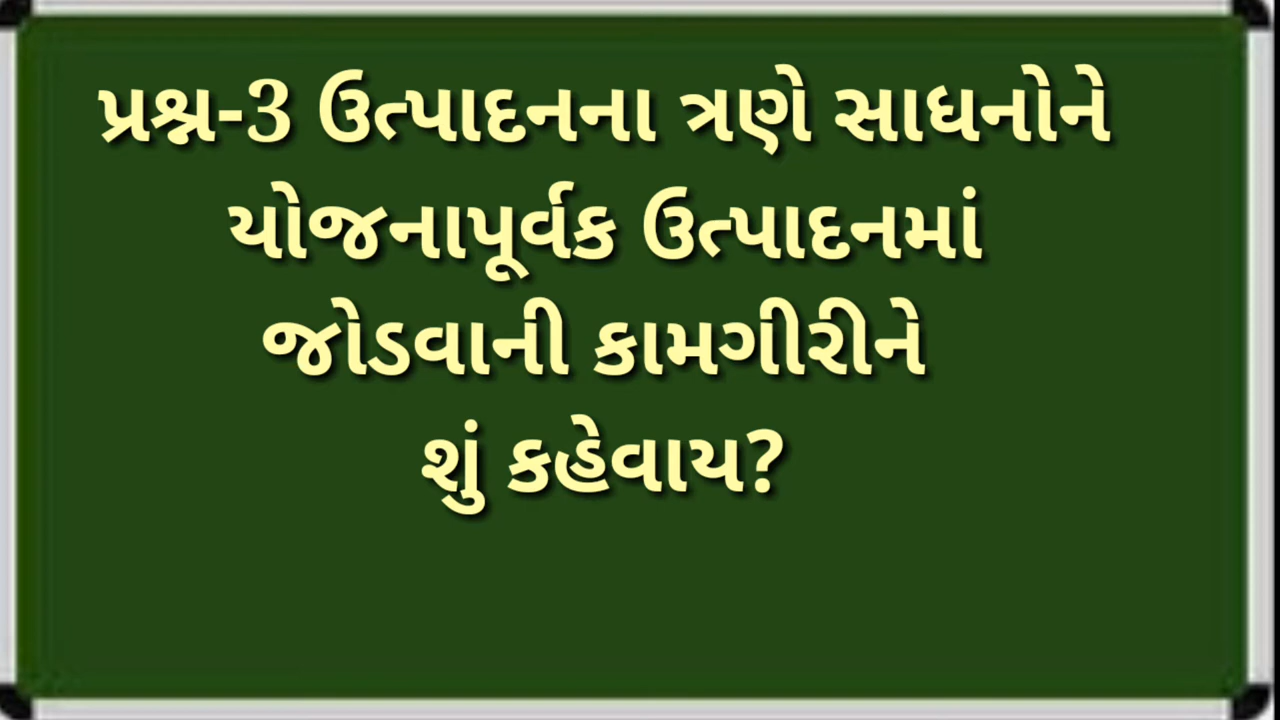 પ્રશ્ન-3 ઉત્પાદનના ત્રણે સાધનોને
યોજનાપૂર્વક ઉત્પાદનમાં
જોડવાની કામગીરીને
શું કહેવાય?